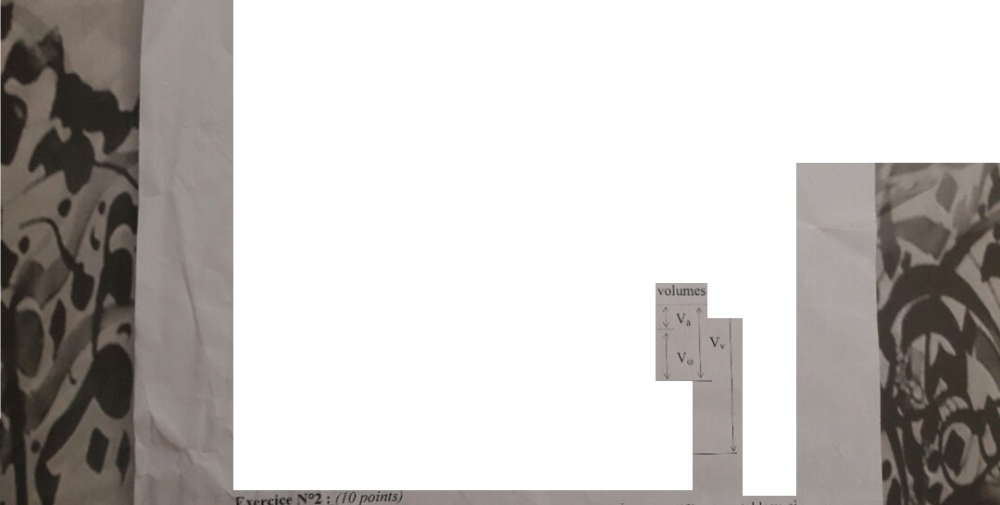 volumes
Va
Vv
Vω
Exercice N°2 : (10 points)